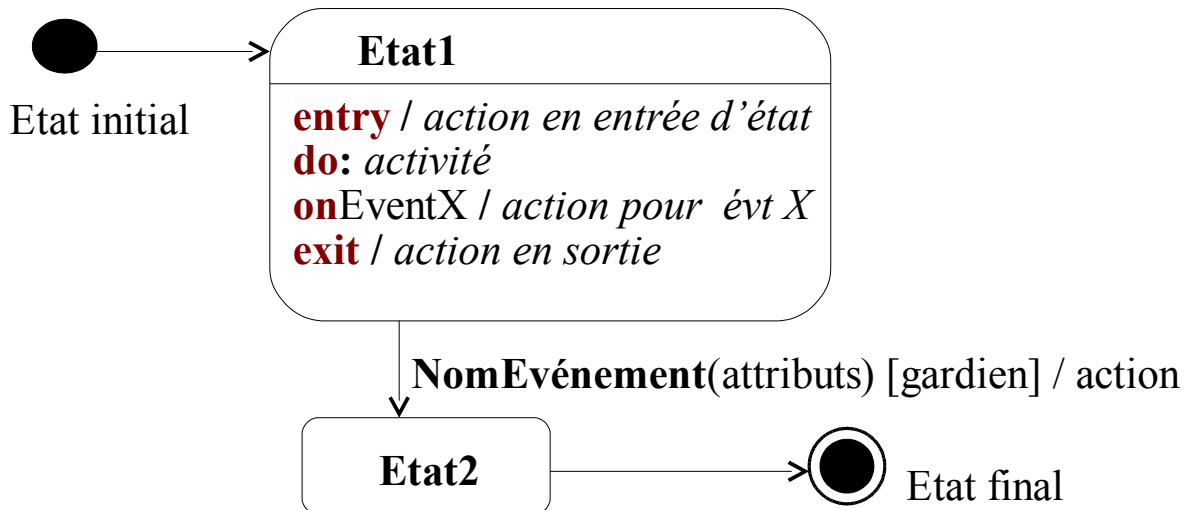 Etat1
Etat initial
entry / action en entrée d’état
do: activité
onEventX / action pour évt X
exit / action en sortie
NomEvénement(attributs) [gardien] / action
Etat2
Etat final